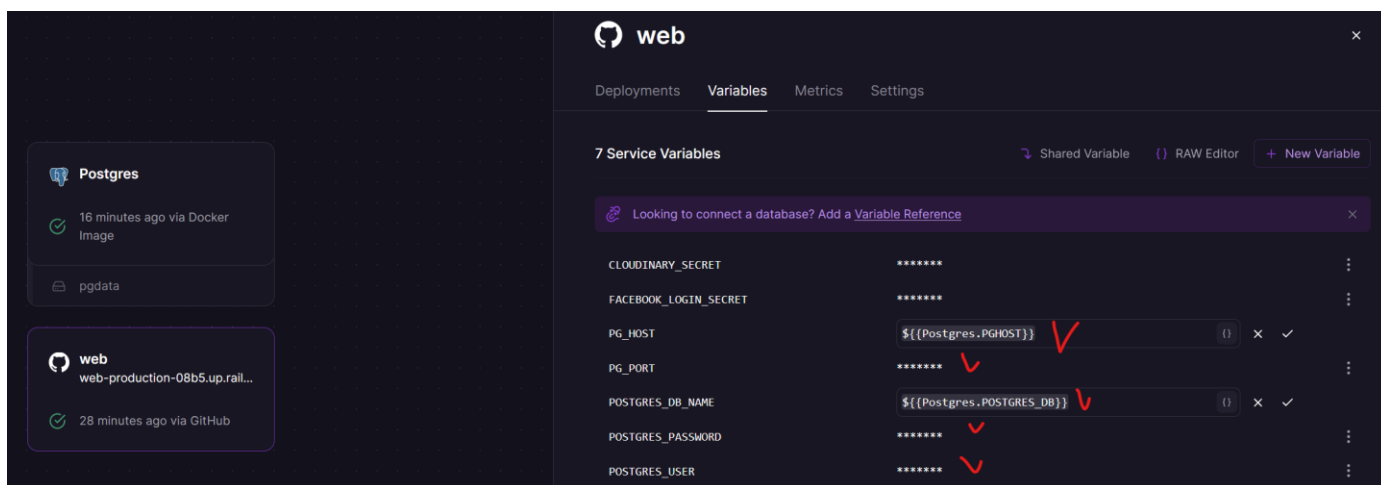 web
Deployments Variables Metrics Settings
7 Service Variables Shared Variable {} RAW Editor + New Variable
Looking to connect a database? Add a Variable Reference
Postgres
16 minutes ago via Docker
Image
pgdata
web
web-production-08b5.up.rail...
28 minutes ago via GitHub
CLOUDINARY_SECRET *******
FACEBOOK_LOGIN_SECRET *******
PG_HOST ${{Postgres.PGHOST}} {}
PG_PORT *******
POSTGRES_DB_NAME ${{Postgres.POSTGRES_DB}} {}
POSTGRES_PASSWORD *******
POSTGRES_USER *******